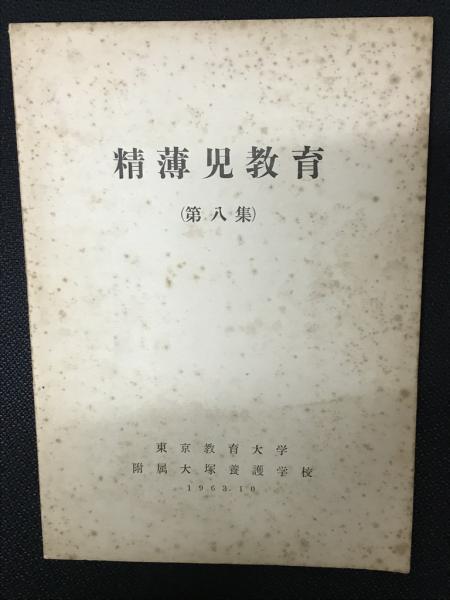 精薄児教育
(第八集)
東京教育大学
附属大塚養護学校
1963.10